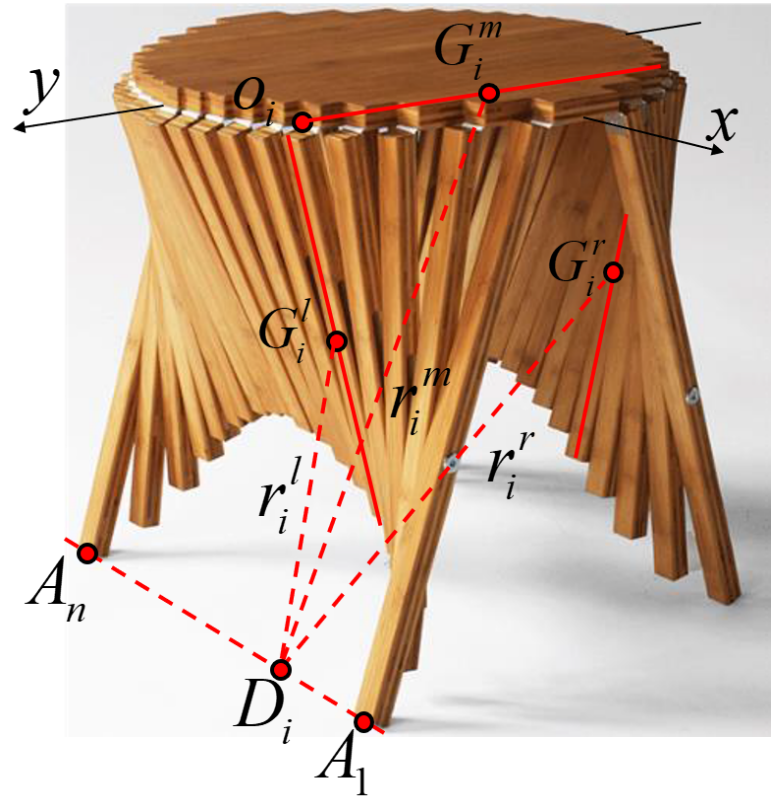 G_i^m
y
o_i
x
G_i^r
G_i^l
r_i^m
r_i^r
r_i^l
A_n
D_i
A_1